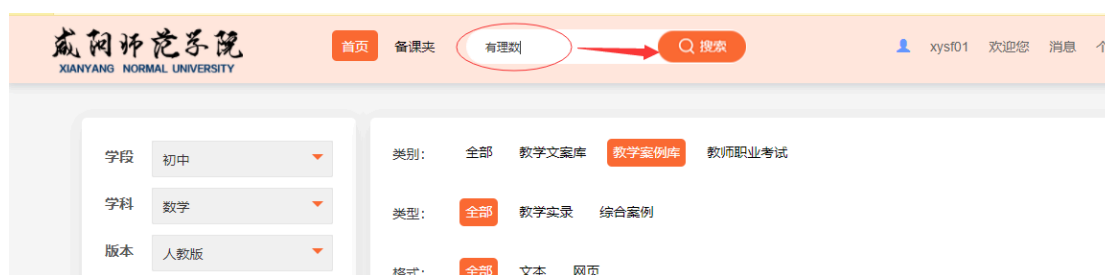 咸阳师范学院
XIANYANG NORMAL UNIVERSITY
首页 备课夹 有理数 搜索 xysf01 欢迎您 消息
学段 初中
学科 数学
版本 人教版
类别: 全部 教学文案库 教学案例库 教师职业考试
类型: 全部 教学实录 综合案例
格式: 全部 文本 网页